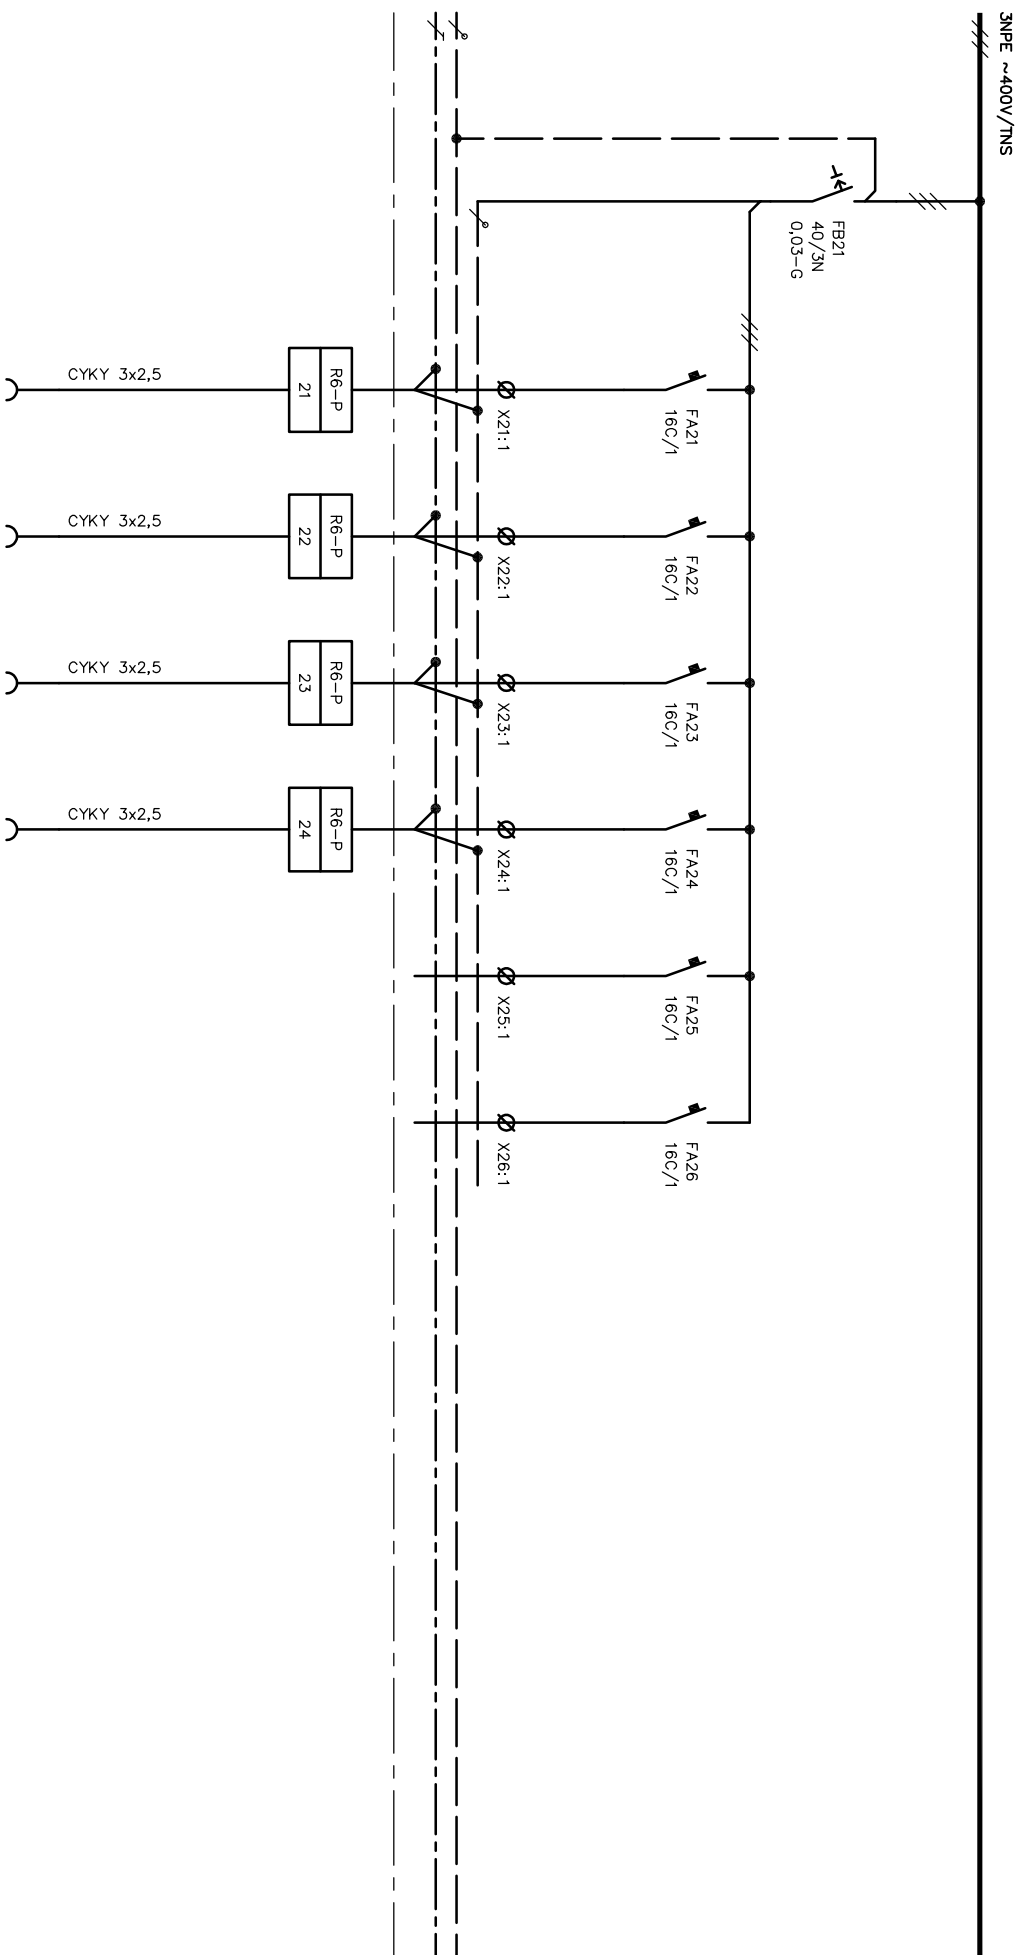 3NPE ~400V/TNS
FB21
40/3N
0,03-G
FA21
16C/1
FA22
16C/1
FA23
16C/1
FA24
16C/1
FA25
16C/1
FA26
16C/1
X21:1
X22:1
X23:1
X24:1
X25:1
X26:1
R6-P
21
R6-P
22
R6-P
23
R6-P
24
CYKY 3x2,5
CYKY 3x2,5
CYKY 3x2,5
CYKY 3x2,5